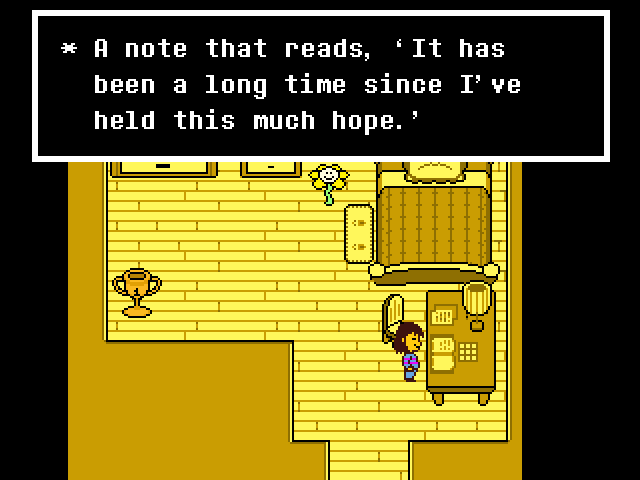 * A note that reads, ‘It has
been a long time since I’ve
held this much hope.’